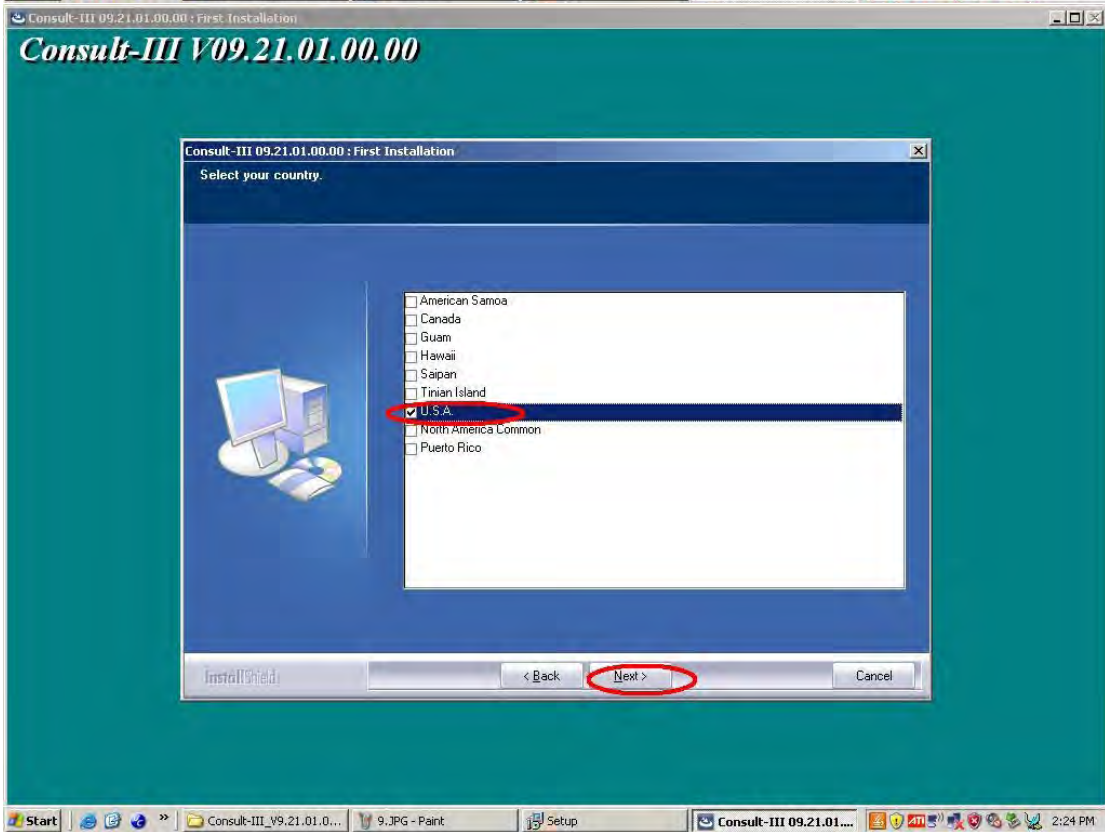 Consult-III 09.21.01.00.00 : First Installation
Consult-III V09.21.01.00.00
Consult-III 09.21.01.00.00 : First Installation
Select your country.
American Samoa
Canada
Guam
Hawaii
Saipan
Tinian Island
U.S.A.
North America Common
Puerto Rico
InstallShield
< Back Next > Cancel
Start » Consult-III_V9.21.01.0... 9.JPG - Paint Setup Consult-III 09.21.01.... ATI 2:24 PM